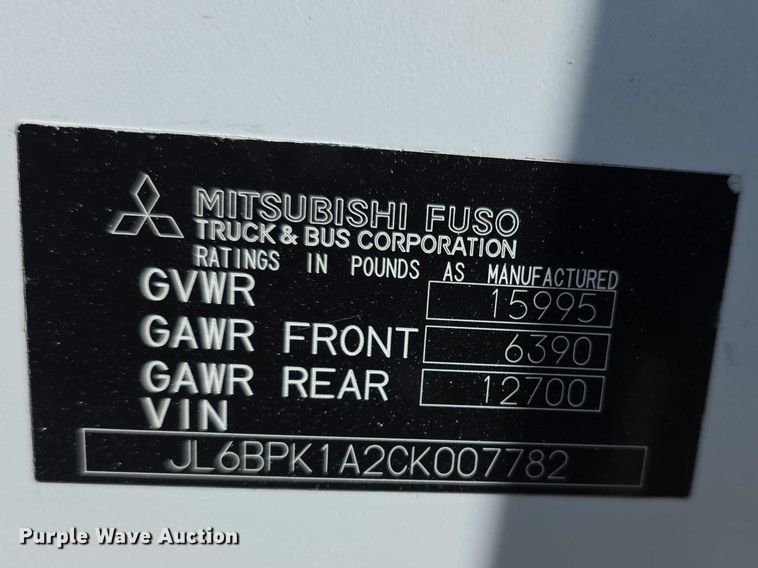 MITSUBISHI FUSO
TRUCK & BUS CORPORATION
RATINGS IN POUNDS AS MANUFACTURED
GVWR 15995
GAWR FRONT 6390
GAWR REAR 12700
VIN
JL6BPK1A2CK007782
Purple Wave Auction